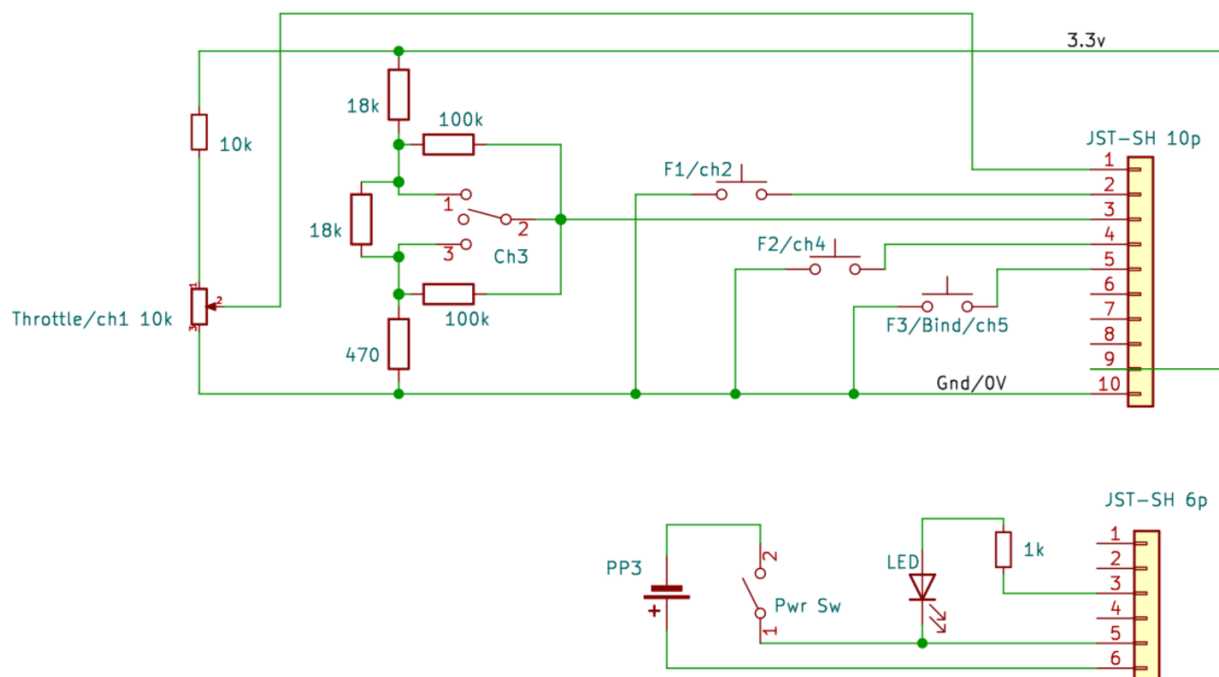 3.3v
18k
100k
10k
JST-SH 10p
1
F1/ch2
2
1
3
2
18k
3
Ch3
F2/ch4
4
5
1
2
3
Throttle/ch1 10k
100k
F3/Bind/ch5
6
7
470
8
9
Gnd/0V
10
JST-SH 6p
1
PP3
2
LED
1k
2
+
Pwr Sw
3
4
1
5
6